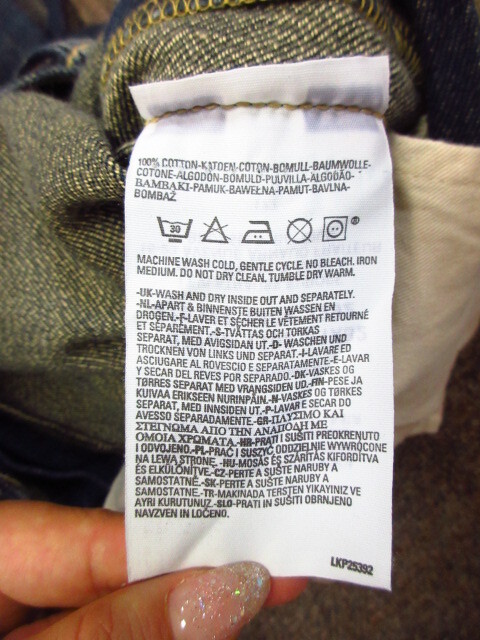 100% COTTON-KATOEN-COTON-BOMULL-BAUMWOLLE-
COTONE-ALGODÓN-BOMULD-PUUVILLA-ALGODÃO-
BAMBAKI-PAMUK-BAWEŁNA-PAMUT-BAVLNA-
BOMBAŽ
30
MACHINE WASH COLD, GENTLE CYCLE. NO BLEACH. IRON
MEDIUM. DO NOT DRY CLEAN. TUMBLE DRY WARM.
-UK-WASH AND DRY INSIDE OUT AND SEPARATELY.
-NL-APART & BINNENSTE BUITEN WASSEN EN
DROGEN.-F-LAVER ET SÉCHER LE VÊTEMENT RETOURNÉ
ET SÉPARÉMENT.-S-TVÄTTAS OCH TORKAS
SEPARAT, MED AVIGSIDAN UT.-D- WASCHEN UND
TROCKNEN VON LINKS UND SEPARAT.-I-LAVARE ED
ASCIUGARE AL ROVESCIO E SEPARATAMENTE.-E-LAVAR
Y SECAR DEL REVES POR SEPARADO.-DK-VASKES OG
TØRRES SEPARAT MED VRANGSIDEN UD.-FIN-PESE JA
KUIVAA ERIKSEEN NURINPÄIN.-N-VASKES OG TØRKES
SEPARAT, MED INNSIDEN UT.-P-LAVAR E SECAR DO
AVESSO SEPARADAMENTE.-GR-ΠΛΥΣΙΜΟ ΚΑΙ
ΣΤΕΓΝΩΜΑ ΑΠΟ ΤΗΝ ΑΝΑΠΟΔΗ ΜΕ
ΟΜΟΙΑ ΧΡΩΜΑΤΑ.-HR-PRATI I SUŠITI PREOKRENUTO
I ODVOJENO.-PL-PRAĆ I SUSZYĆ ODDZIELNIE WYWRÓCONE
NA LEWĄ STRONĘ.-HU-MOSÁS ÉS SZÁRÍTÁS KIFORDÍTVA
ÉS ELKÜLÖNÍTVE.-CZ-PERTE A SUŠTE NARUBY A
SAMOSTATNĚ.-SK-PERTE A SUŠTE NARUBY A
SAMOSTATNE.-TR-MAKINADA TERSTEN YIKAYINIZ VE
AYRI KURUTUNUZ.-SLO-PRATI IN SUŠITI OBRNJENO
NAVZVEN IN LOČENO.
LKP25392